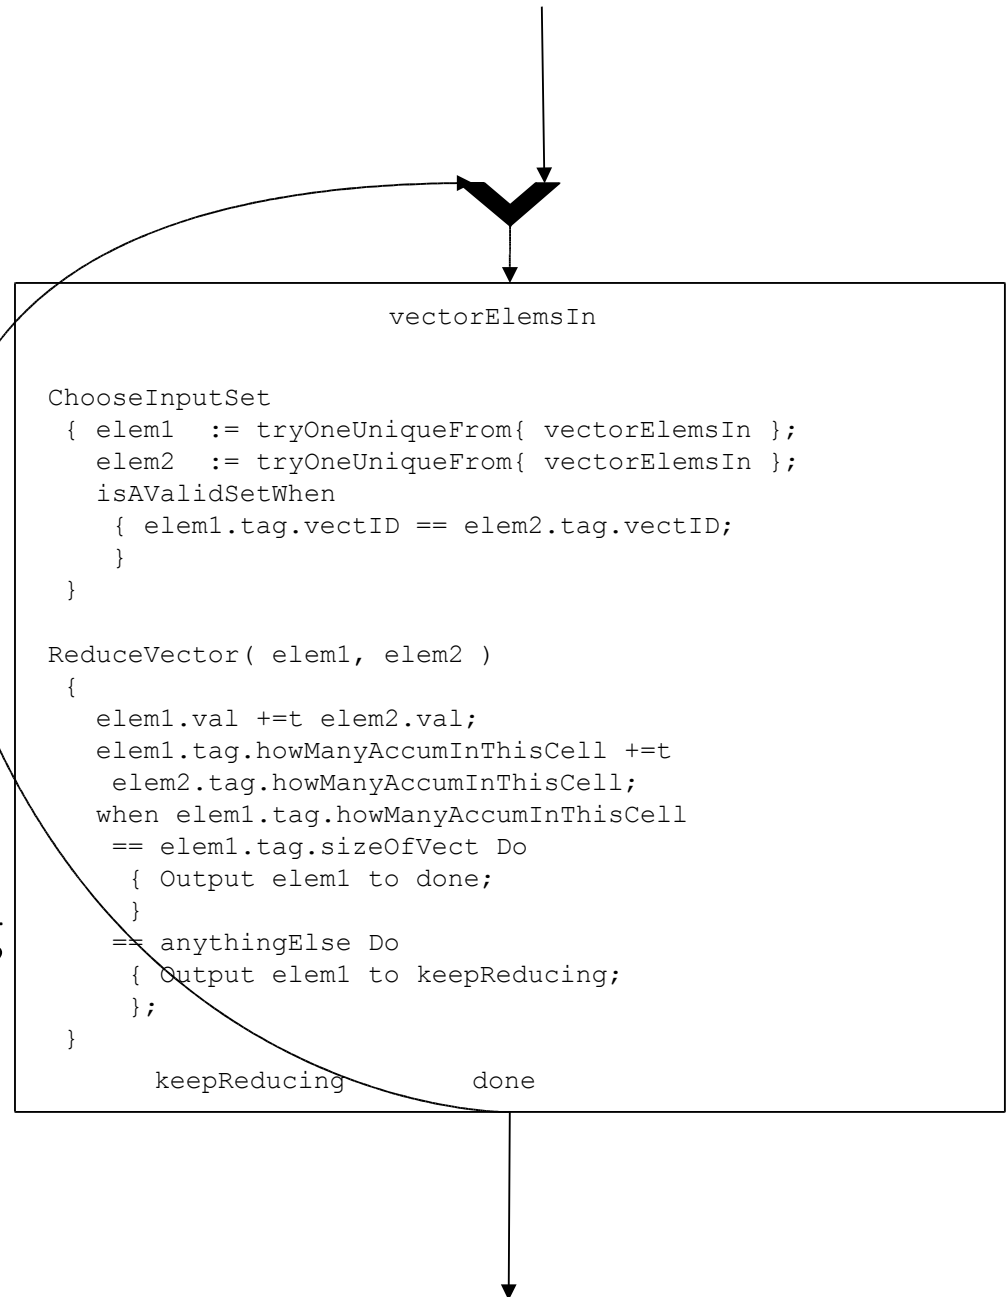 vectorElemsIn
ChooseInputSet
{ elem1  := tryOneUniqueFrom{ vectorElemsIn };
elem2  := tryOneUniqueFrom{ vectorElemsIn };
isAValidSetWhen
{ elem1.tag.vectID == elem2.tag.vectID;
}
}
ReduceVector( elem1, elem2 )
{
elem1.val +=t elem2.val;
elem1.tag.howManyAccumInThisCell +=t
elem2.tag.howManyAccumInThisCell;
when elem1.tag.howManyAccumInThisCell
== elem1.tag.sizeOfVect Do
{ Output elem1 to done;
}
== anythingElse Do
{ Output elem1 to keepReducing;
};
}
keepReducing        done